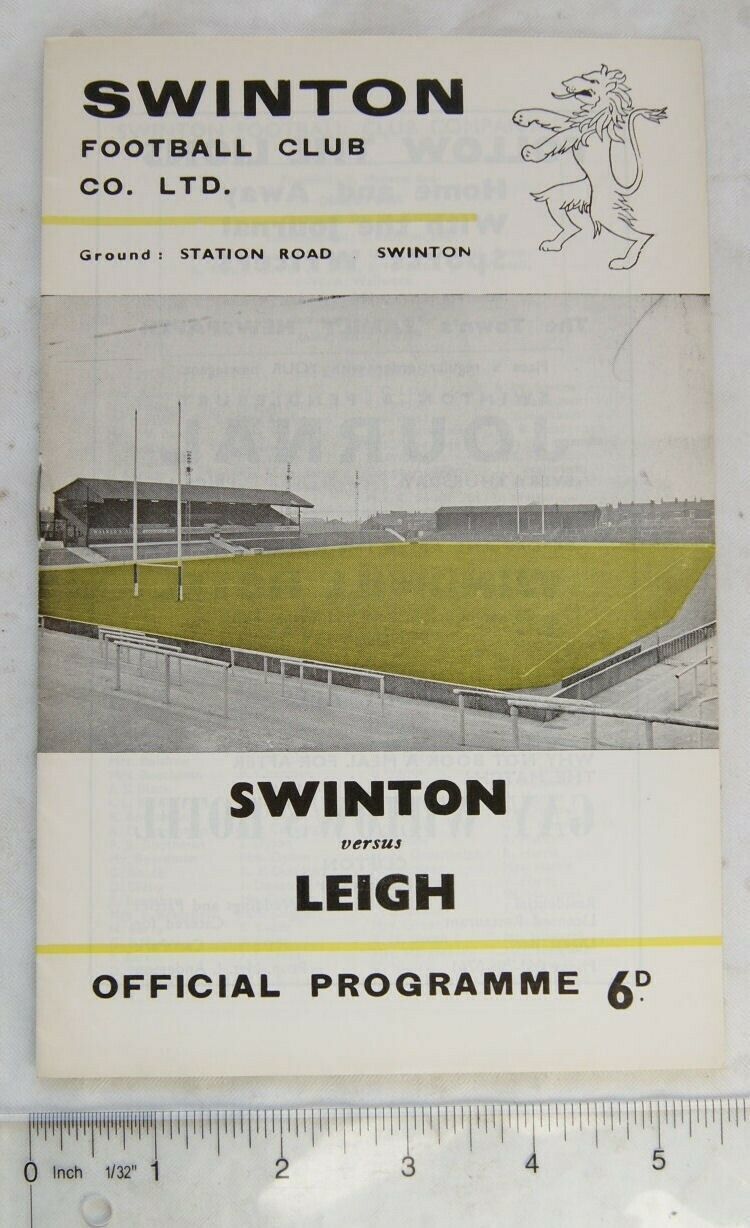 SWINTON
FOOTBALL CLUB
CO. LTD.
Ground: STATION ROAD . SWINTON
SWINTON
versus
LEIGH
OFFICIAL PROGRAMME 6D.
0 Inch 1/32" 1 2 3 4 5